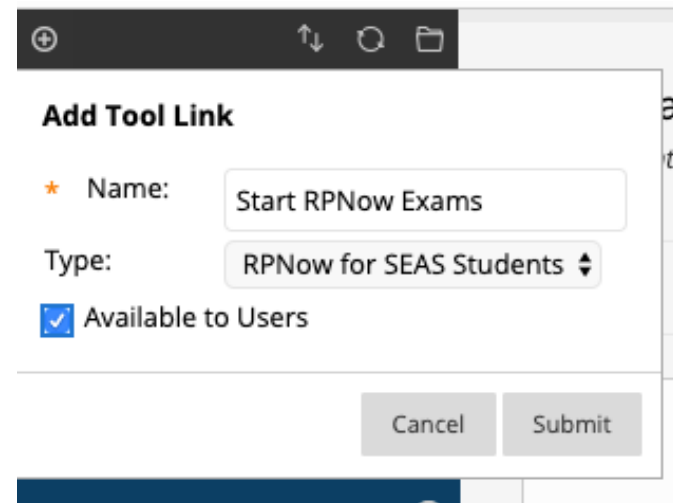 Add Tool Link
* Name: Start RPNow Exams
Type: RPNow for SEAS Students
Available to Users
Cancel Submit